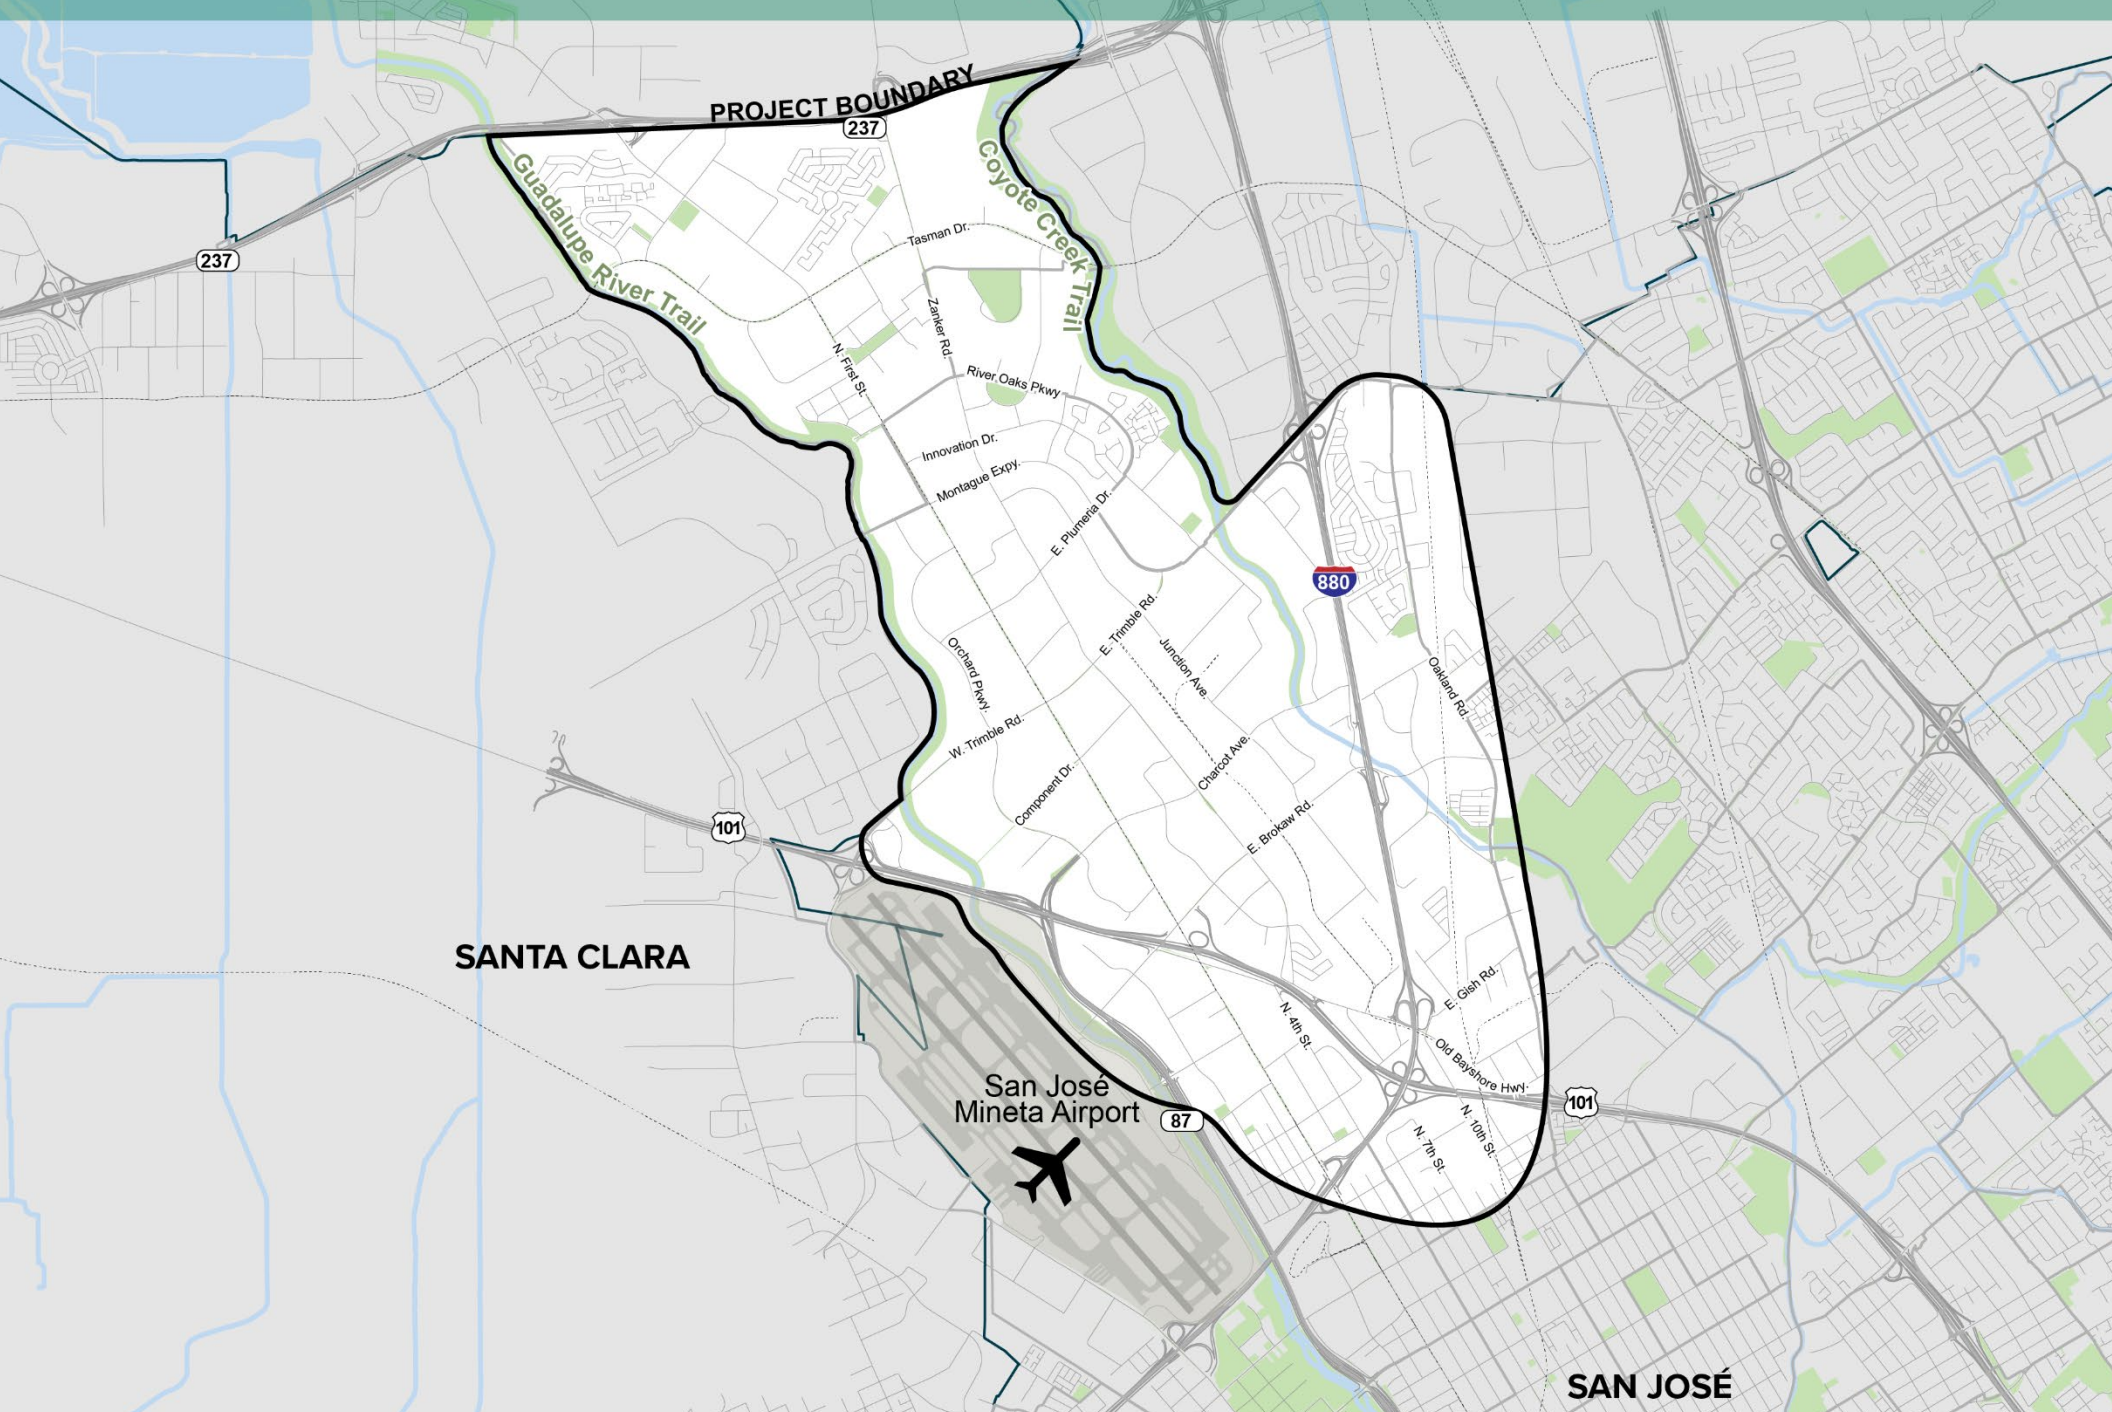 PROJECT BOUNDARY
237
237
Guadalupe River Trail
Coyote Creek Trail
Tasman Dr.
Zanker Rd.
N. First St.
River Oaks Pkwy
Innovation Dr.
Montague Expy.
E. Plumeria Dr.
880
E. Trimble Rd.
Junction Ave.
Orchard Pkwy.
Oakland Rd.
W. Trimble Rd.
Component Dr.
Charcot Ave.
E. Brokaw Rd.
101
SANTA CLARA
E. Gish Rd.
N. 4th St.
Old Bayshore Hwy.
San José
Mineta Airport
87
101
N. 10th St.
N. 7th St.
SAN JOSÉ